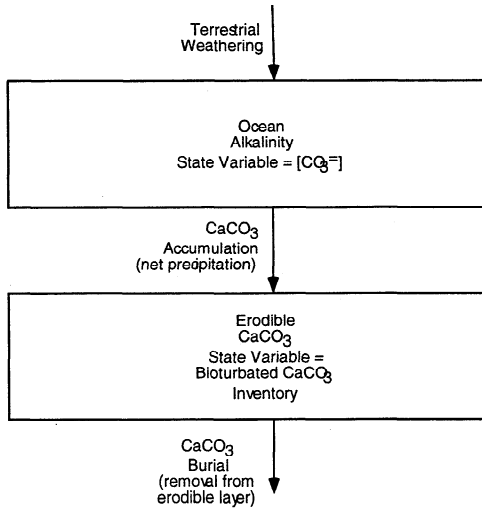 Terrestrial
Weathering
Ocean
Alkalinity
State Variable = [CO3=]
CaCO3
Accumulation
(net precipitation)
Erodible
CaCO3
State Variable =
Bioturbated CaCO3
Inventory
CaCO3
Burial
(removal from
erodible layer)